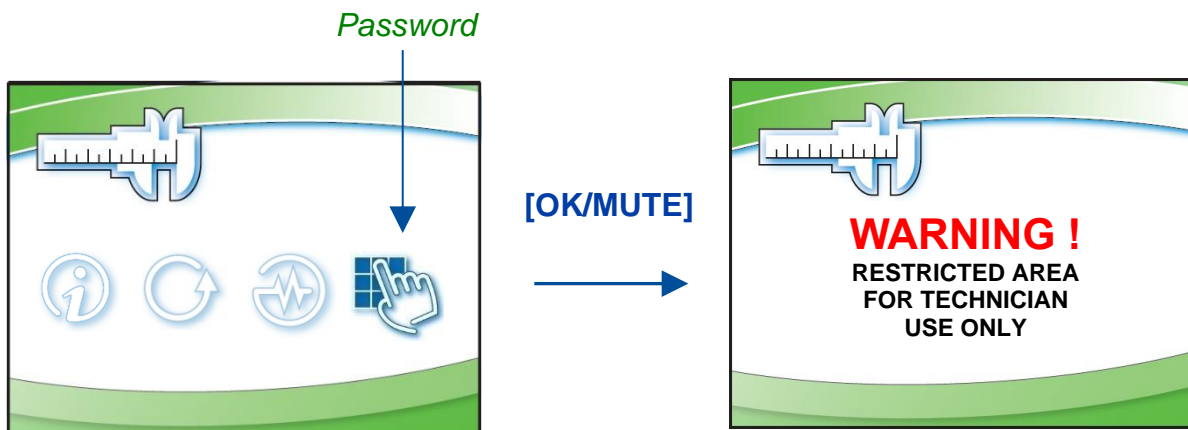 Password
[OK/MUTE]
WARNING !
RESTRICTED AREA
FOR TECHNICIAN
USE ONLY